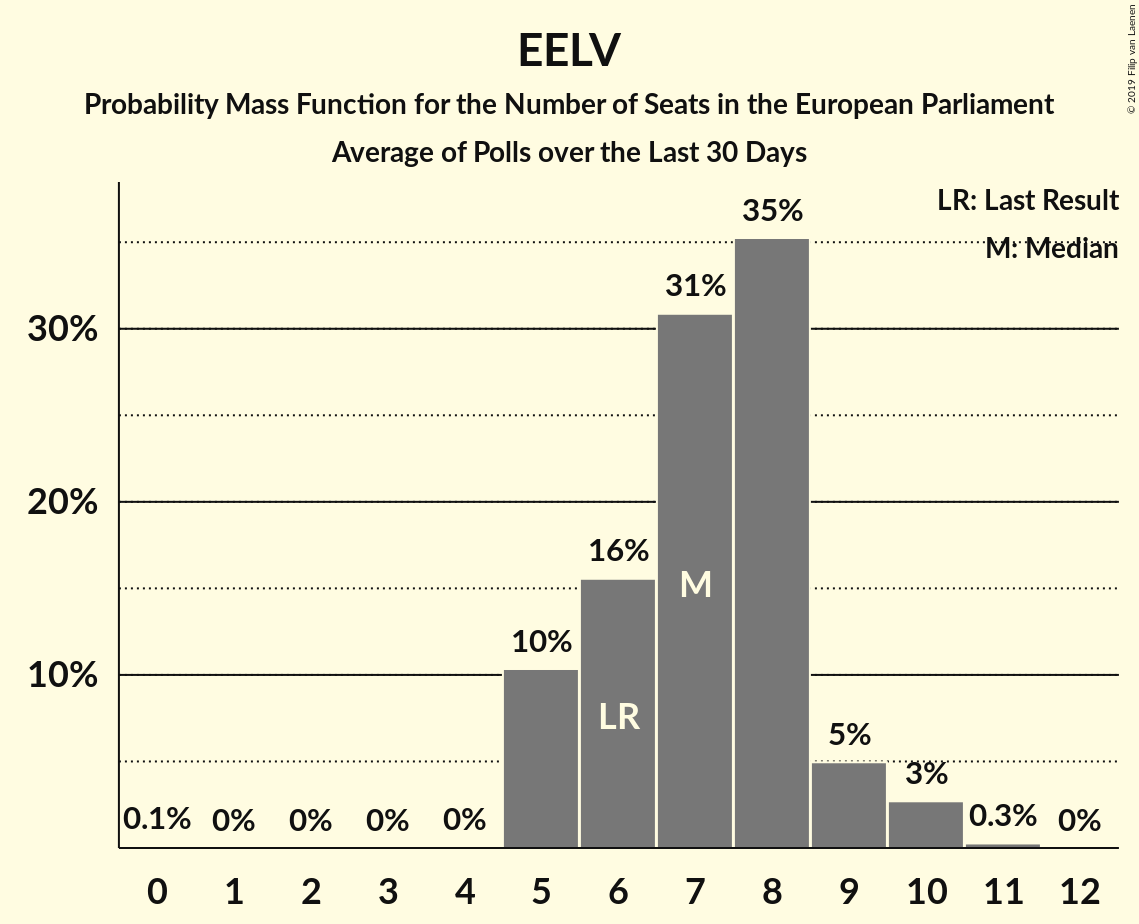 EELV
Probability Mass Function for the Number of Seats in the European Parliament
Average of Polls over the Last 30 Days
© 2019 Filip van Laenen
LR: Last Result
M: Median
35%
31%
30%
20%
16%
M
10%
10%
LR
5%
3%
0.1% 0% 0% 0% 0% 0.3% 0%
0 1 2 3 4 5 6 7 8 9 10 11 12